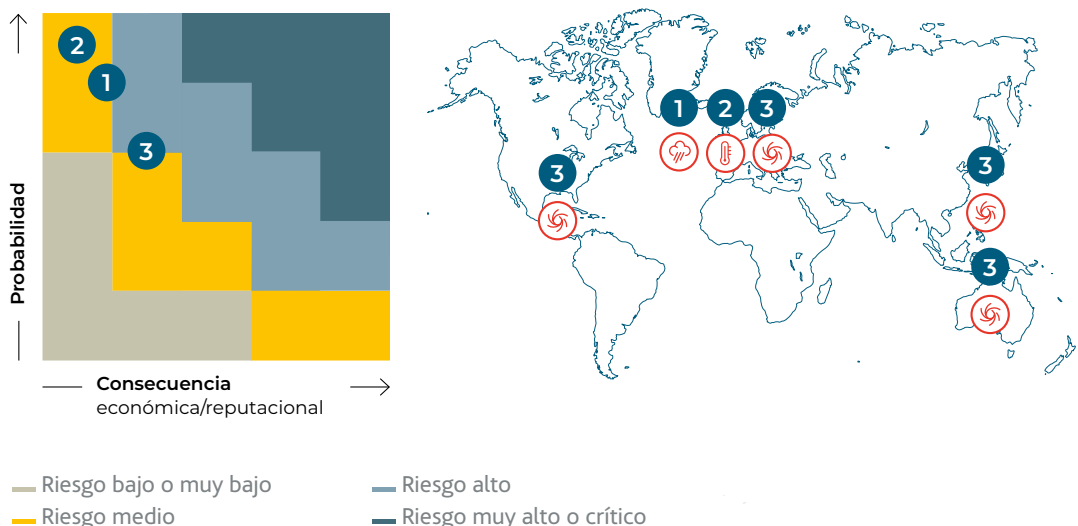 Probabilidad
2
1
3
Consecuencia
económica/reputacional
1
2
3
3
3
3
Riesgo bajo o muy bajo
Riesgo medio
Riesgo alto
Riesgo muy alto o crítico